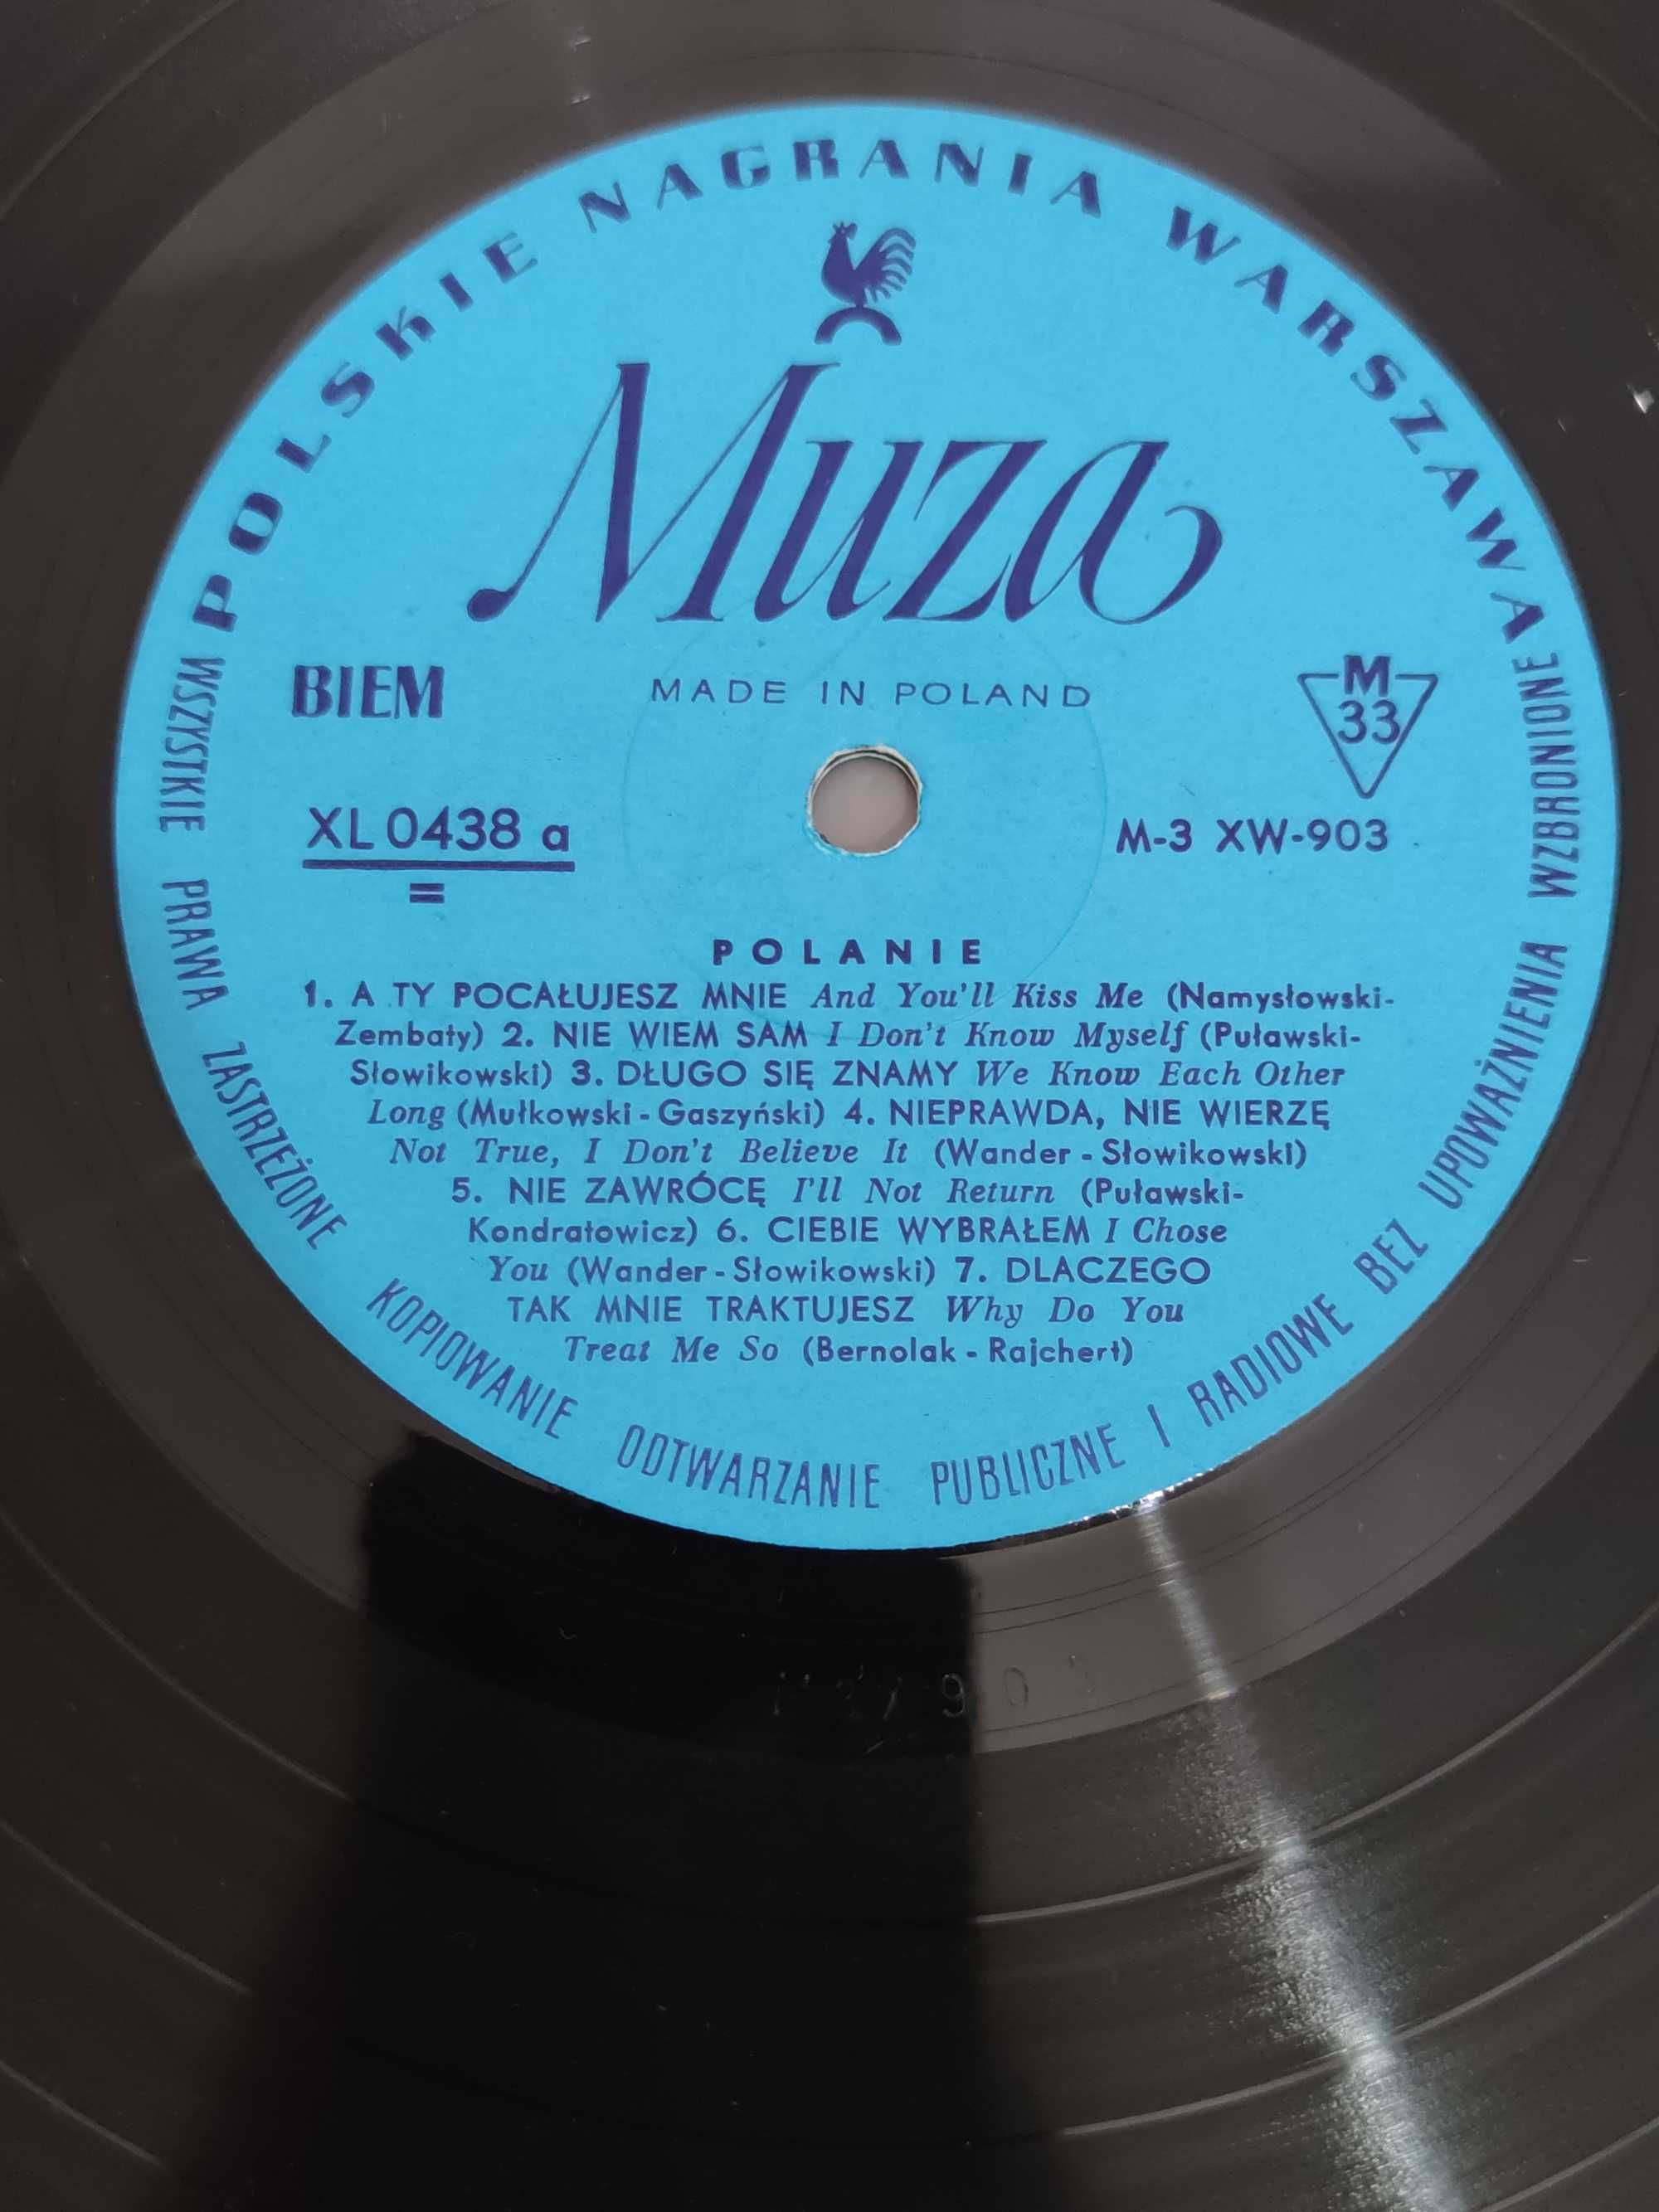 POLSKIE NAGRANIA WARSZAWA
Muza
BIEM
MADE IN POLAND
M
33
XL 0438 a
=
M-3 XW-903
POLANIE
1. A TY POCAŁUJESZ MNIE And You'll Kiss Me (Namysłowski-
Zembaty) 2. NIE WIEM SAM I Don't Know Myself (Puławski-
Słowikowski) 3. DŁUGO SIĘ ZNAMY We Know Each Other
Long (Mułkowski - Gaszyński) 4. NIEPRAWDA, NIE WIERZĘ
Not True, I Don't Believe It (Wander - Słowikowski)
5. NIE ZAWRÓCĘ I'll Not Return (Puławski-
Kondratowicz) 6. CIEBIE WYBRAŁEM I Chose
You (Wander - Słowikowski) 7. DLACZEGO
TAK MNIE TRAKTUJESZ Why Do You
Treat Me So (Bernolak - Rajchert)
WSZYSTKIE PRAWA ZASTRZEŻONE KOPIOWANIE ODTWARZANIE PUBLICZNE I RADIOWE BEZ UPOWAŻNIENIA WZBRONIONE